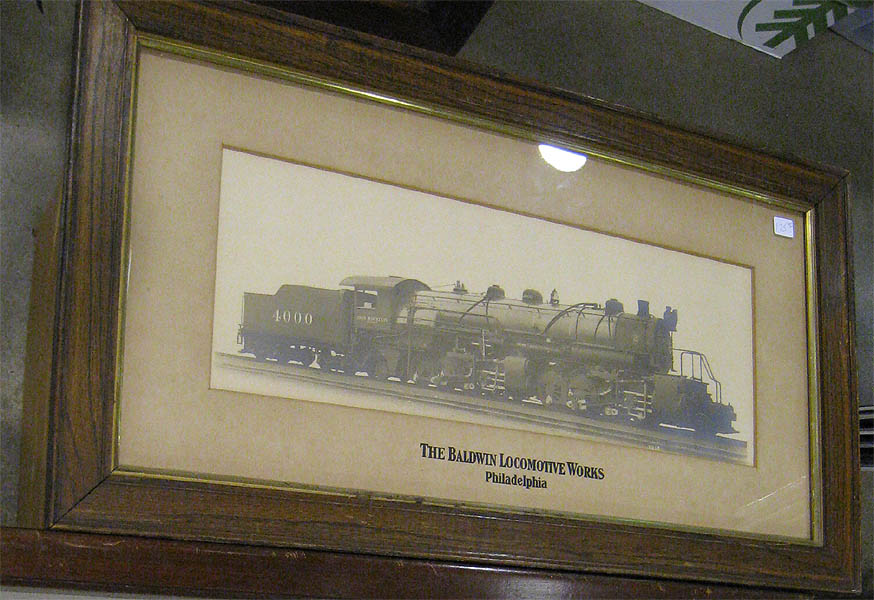 4000
THE BALDWIN LOCOMOTIVE WORKS
Philadelphia